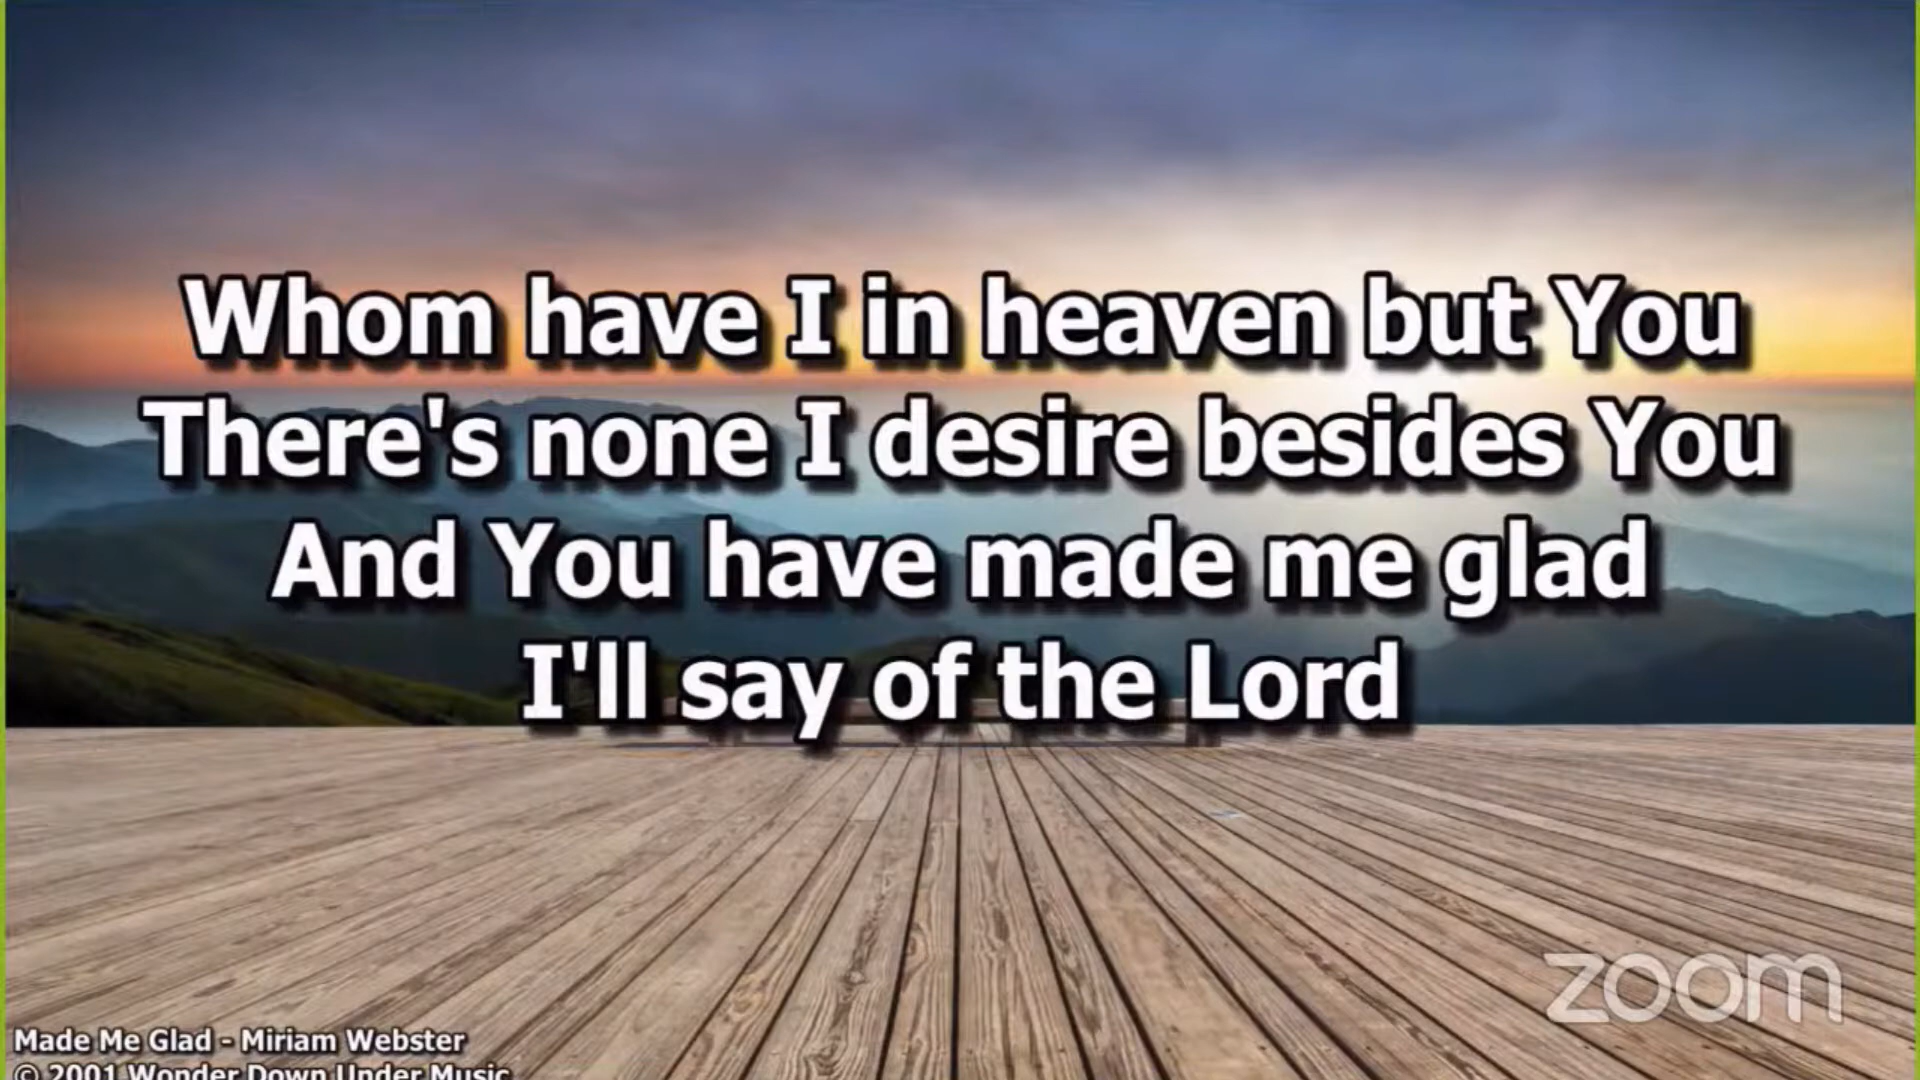 Whom have I in heaven but You
There's none I desire besides You
And You have made me glad
I'll say of the Lord
zoom
Made Me Glad - Miriam Webster
© 2001 Wonder Down Under Music